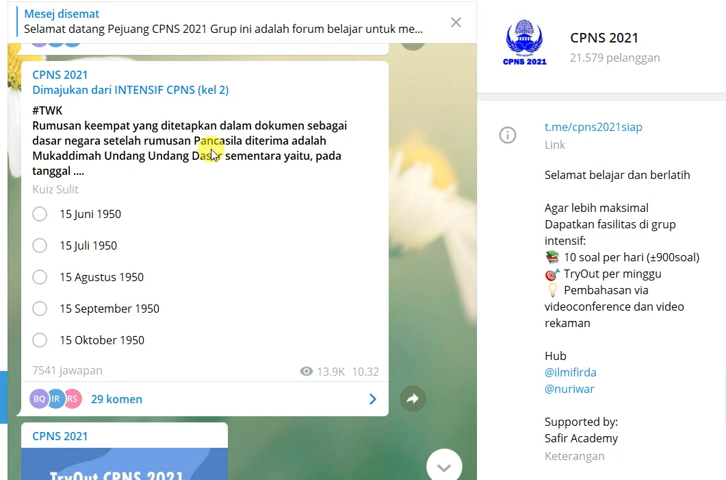 Mesej disemat
Selamat datang Pejuang CPNS 2021 Grup ini adalah forum belajar untuk me...
CPNS 2021
Dimajukan dari INTENSIF CPNS (kel 2)
#TWK
Rumusan keempat yang ditetapkan dalam dokumen sebagai
dasar negara setelah rumusan Pancasila diterima adalah
Mukaddimah Undang Undang Dasar sementara yaitu, pada
tanggal ....
Kuiz Sulit
15 Juni 1950
15 Juli 1950
15 Agustus 1950
15 September 1950
15 Oktober 1950
7541 jawapan
13.9K 10.32
BQ IR RS 29 komen
CPNS 2021
TryOut CPNS 2021
CPNS 2021
CPNS 2021
21.579 pelanggan
t.me/cpns2021siap
Link
Selamat belajar dan berlatih
Agar lebih maksimal
Dapatkan fasilitas di grup
intensif:
📚 10 soal per hari (±900soal)
🎯 TryOut per minggu
💡 Pembahasan via
videoconference dan video
rekaman
Hub
@ilmifirda
@nuriwar
Supported by:
Safir Academy
Keterangan